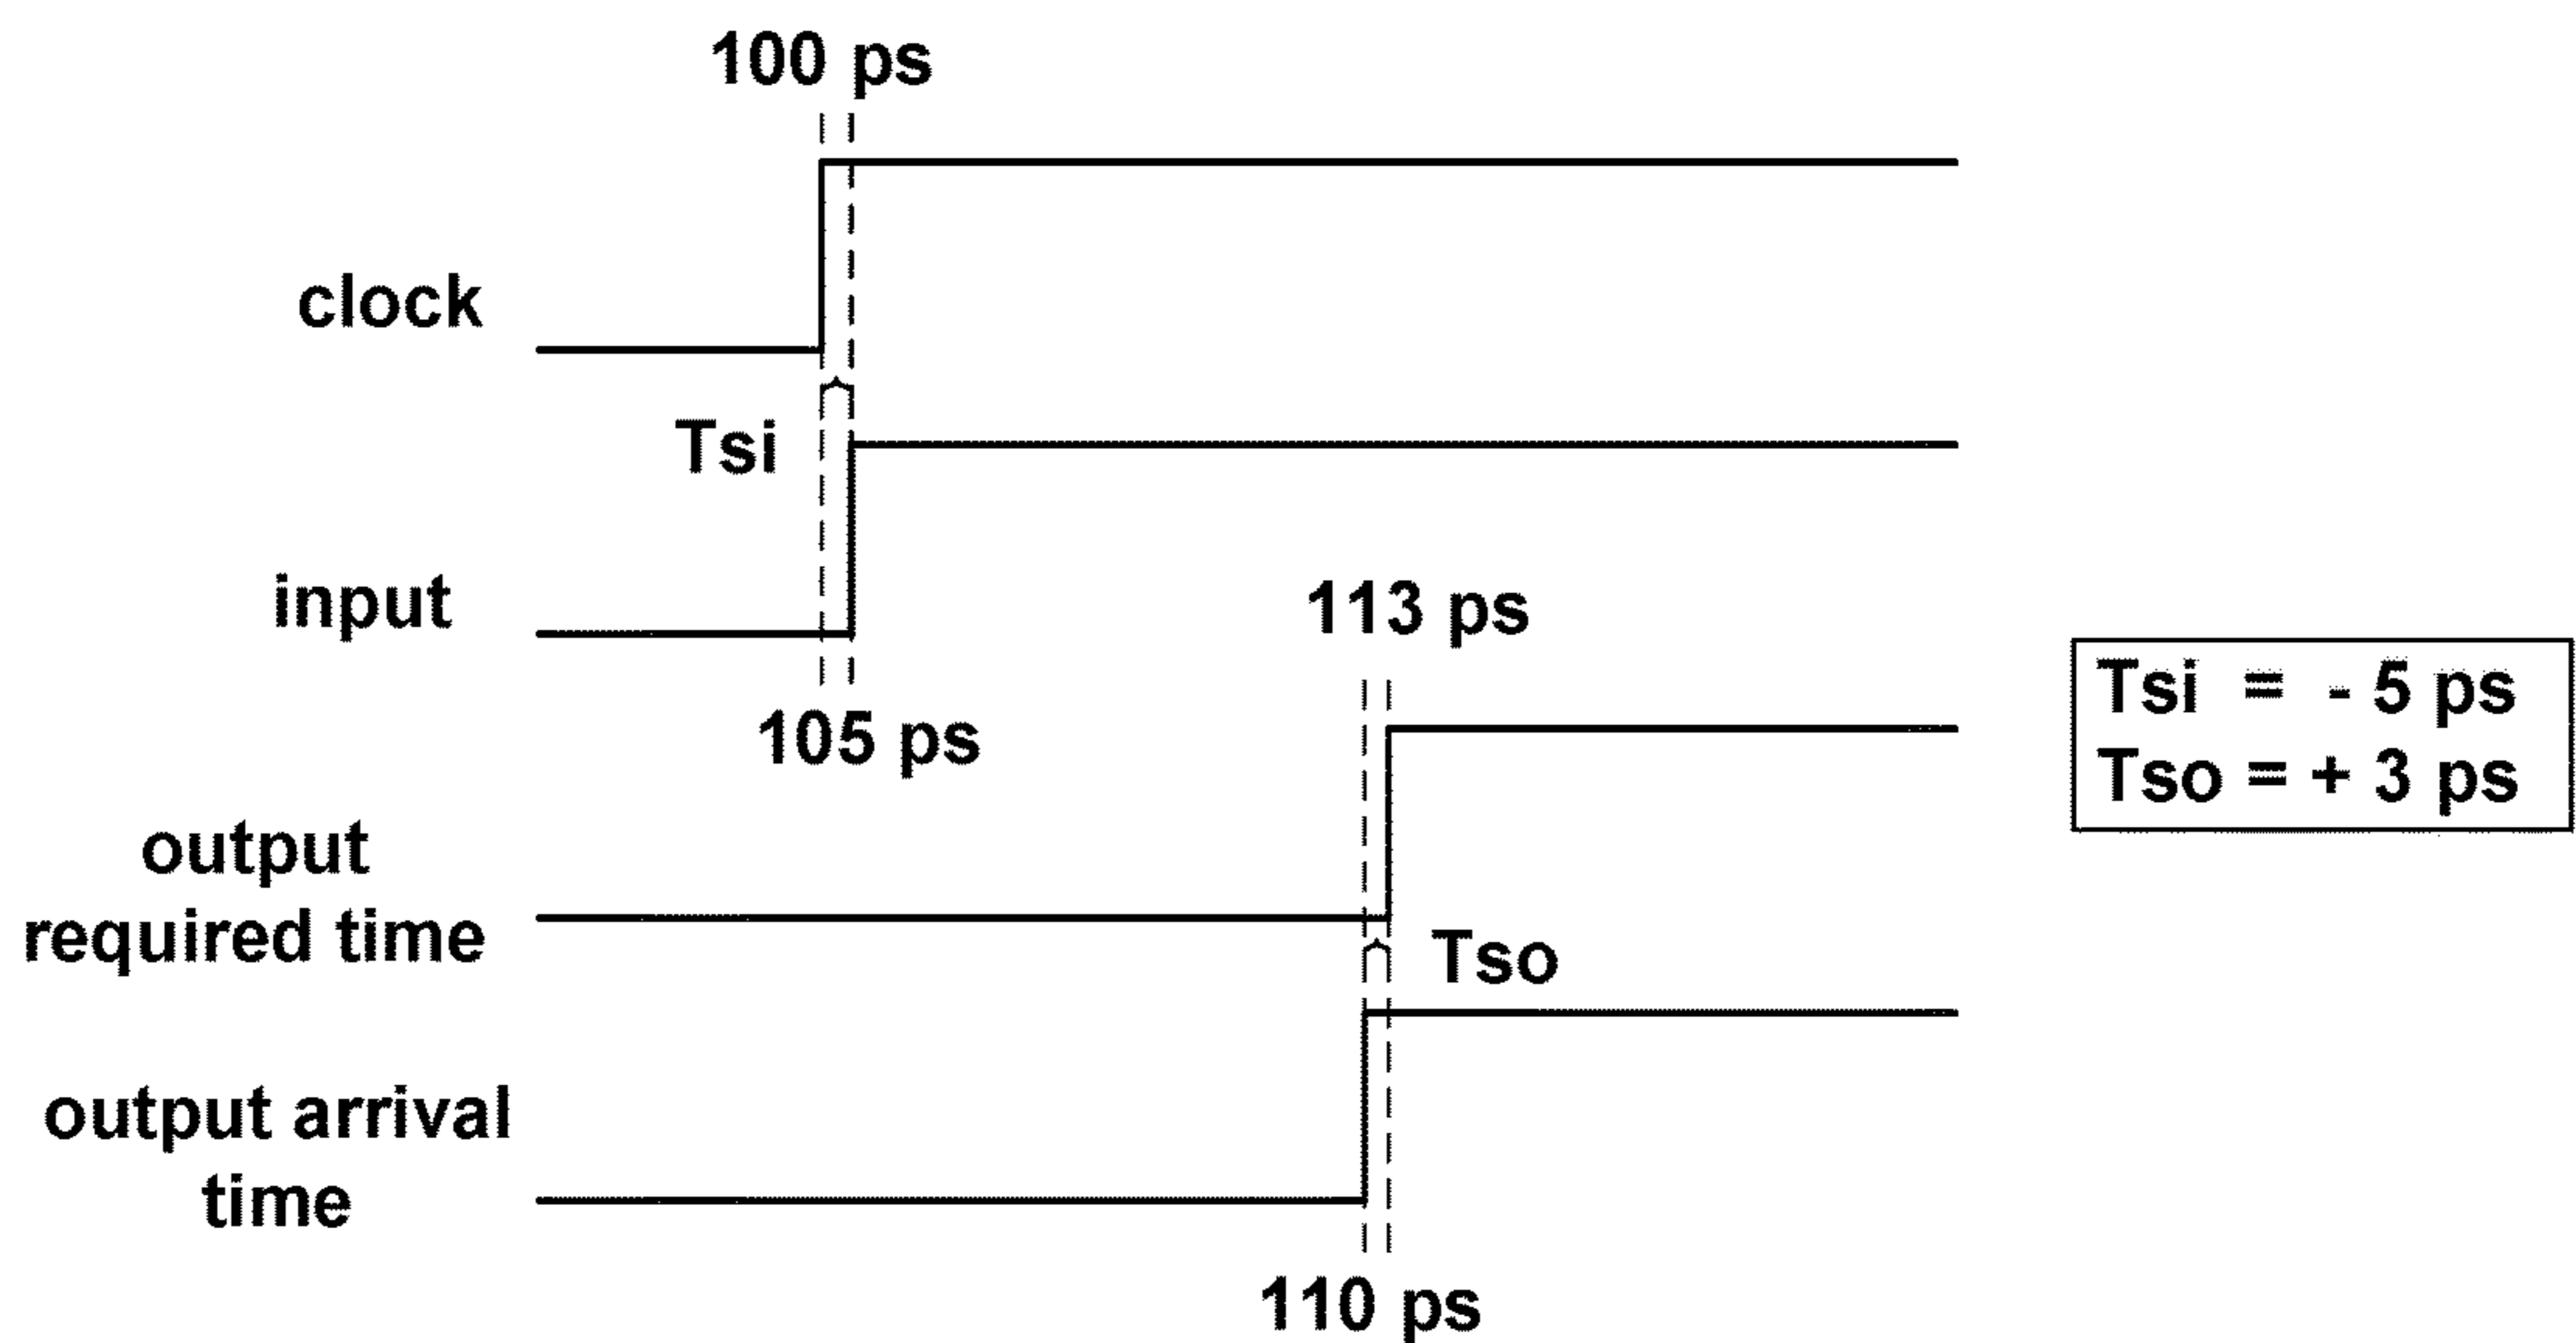 100 ps
clock
Tsi
input
105 ps
113 ps
Tsi = - 5 ps
Tso = + 3 ps
output
required time
Tso
output arrival
time
110 ps